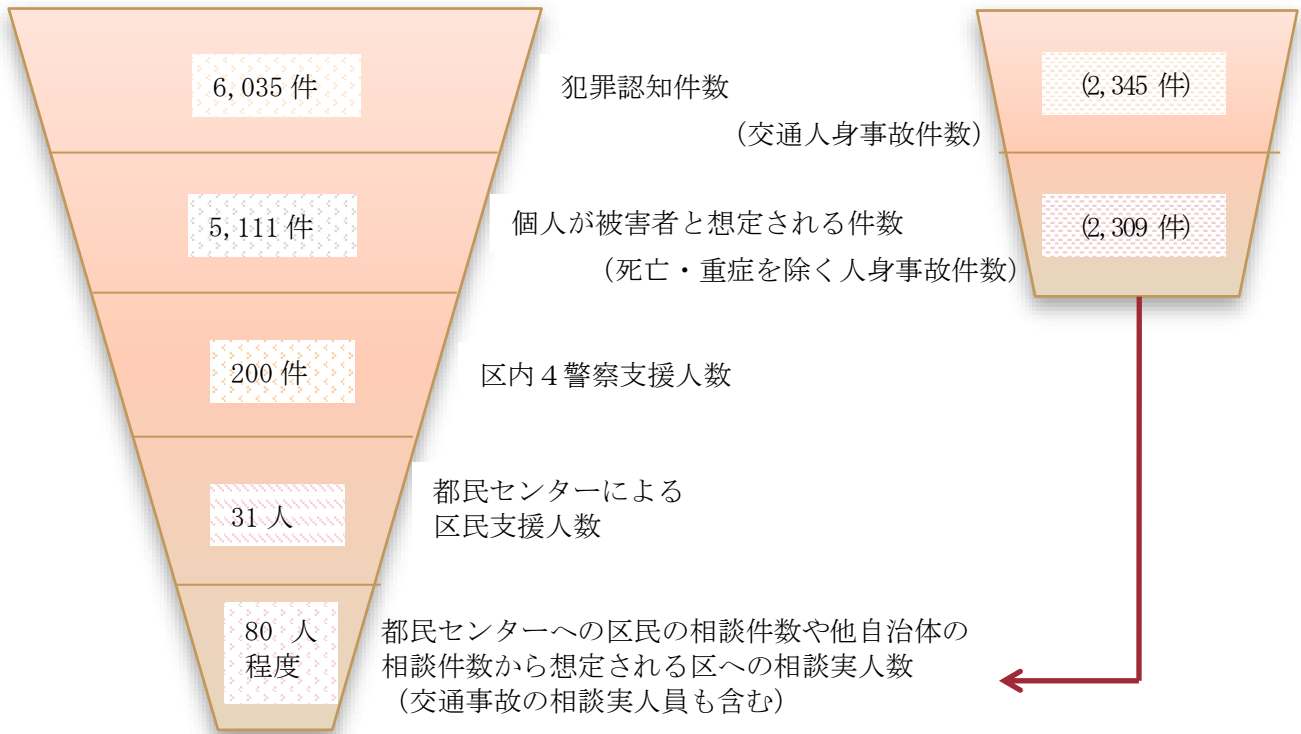 6,035 件
犯罪認知件数
(2,345 件)
（交通人身事故件数）
5,111 件
個人が被害者と想定される件数
(2,309 件)
（死亡・重症を除く人身事故件数）
200 件
区内４警察支援人数
31 人
都民センターによる
区民支援人数
80 人
程度
都民センターへの区民の相談件数や他自治体の
相談件数から想定される区への相談実人数
（交通事故の相談実人員も含む）